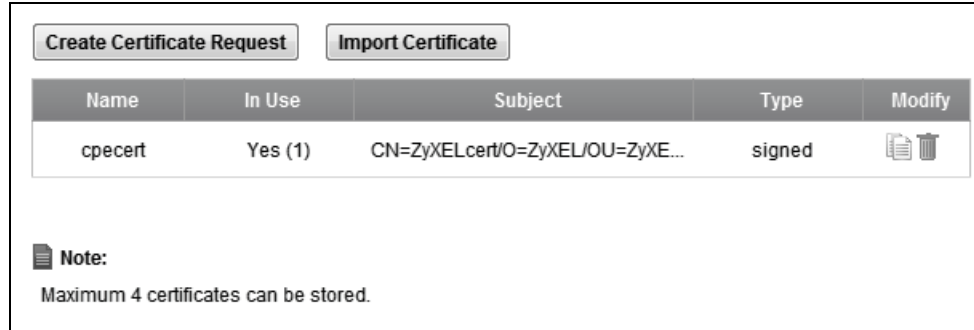 Create Certificate Request Import Certificate
Name In Use Subject Type Modify
cpecert Yes (1) CN=ZyXELcert/O=ZyXEL/OU=ZyXE... signed
Note:
Maximum 4 certificates can be stored.